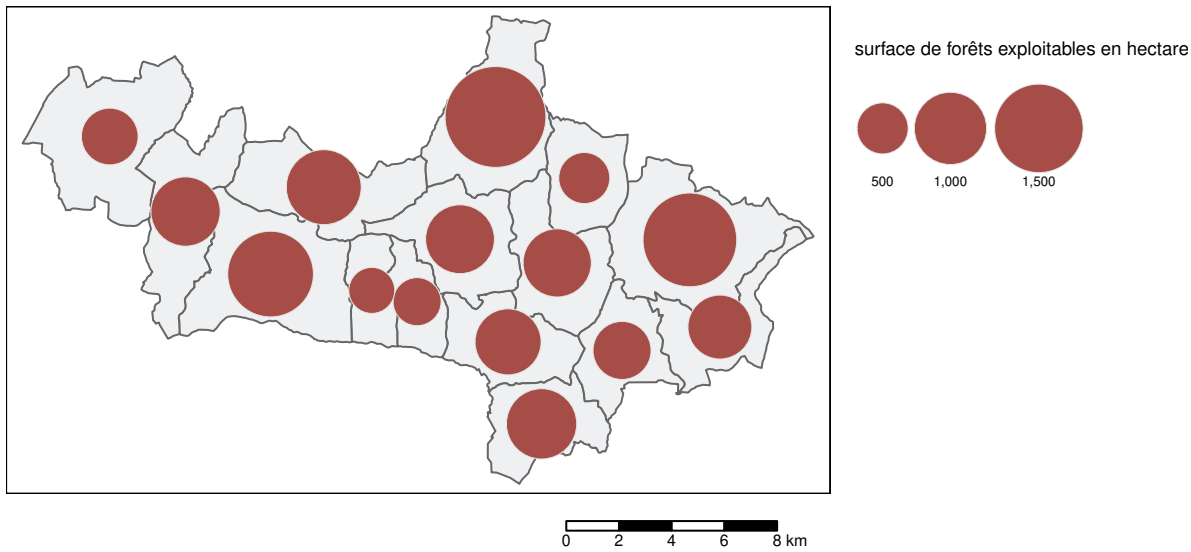 surface de forêts exploitables en hectare
500 1,000 1,500
0 2 4 6 8 km